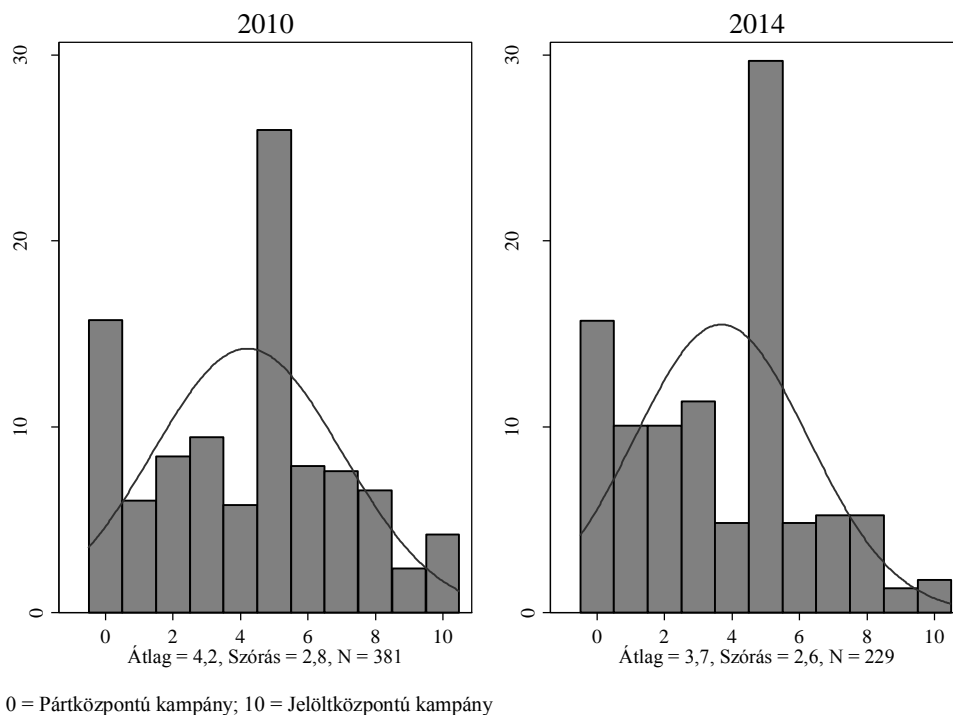 2010
2014
30
20
10
0
0 2 4 6 8 10
Átlag = 4,2, Szórás = 2,8, N = 381
30
20
10
0
0 2 4 6 8 10
Átlag = 3,7, Szórás = 2,6, N = 229
0 = Pártközpontú kampány; 10 = Jelöltközpontú kampány